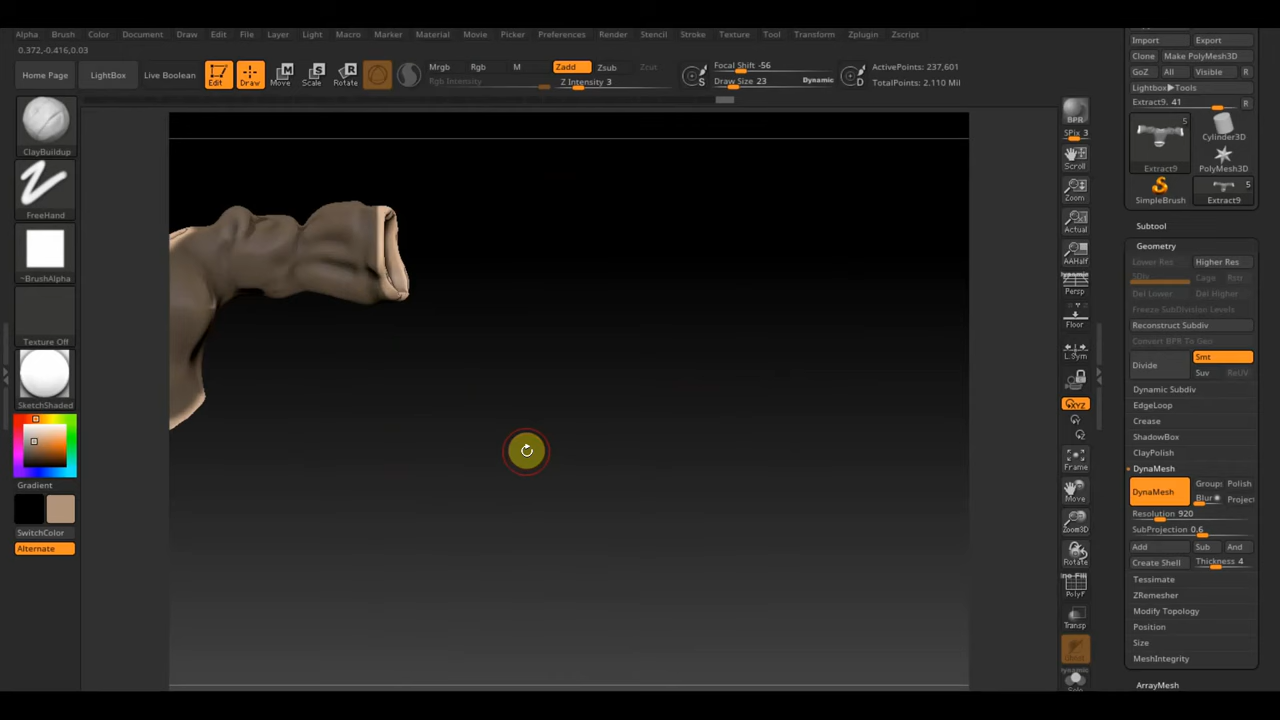 Alpha Brush Color Document Draw Edit File Layer Light Macro Marker Material Movie Picker Preferences Render Stencil Stroke Texture Tool Transform Zplugin Zscript
0.372,-0.416,0.03
Home Page LightBox Live Boolean Edit Draw Move Scale Rotate
Mrgb Rgb M Zadd Zsub Zcut
Rgb Intensity Z Intensity 3
Focal Shift -56
Draw Size 23 Dynamic
S D
ActivePoints: 237,601
TotalPoints: 2.110 Mil
ClayBuildup
FreeHand
~BrushAlpha
Texture Off
SketchShaded
Gradient
SwitchColor
Alternate
BPR
SPix 3
Scroll
Zoom
Actual
AAHalf
Dynamic
Persp
Floor
L.Sym
XYZ
Y
Z
Frame
Move
Zoom3D
Rotate
PolyF
Transp
Solo
Import Export
Clone Make PolyMesh3D
GoZ All Visible R
Lightbox▶Tools
Extract9. 41 R
5
Cylinder3D
Extract9 PolyMesh3D
5
SimpleBrush Extract9
Subtool
Geometry
Lower Res Higher Res
SDiv Cage Rstr
Del Lower Del Higher
Freeze SubDivision Levels
Reconstruct Subdiv
Convert BPR To Geo
Divide Smt
Suv ReUV
Dynamic Subdiv
EdgeLoop
Crease
ShadowBox
ClayPolish
DynaMesh
DynaMesh Groups Polish
Blur Project
Resolution 920
SubProjection 0.6
Add Sub And
Create Shell Thickness 4
Tessimate
ZRemesher
Modify Topology
Position
Size
MeshIntegrity
ArrayMesh